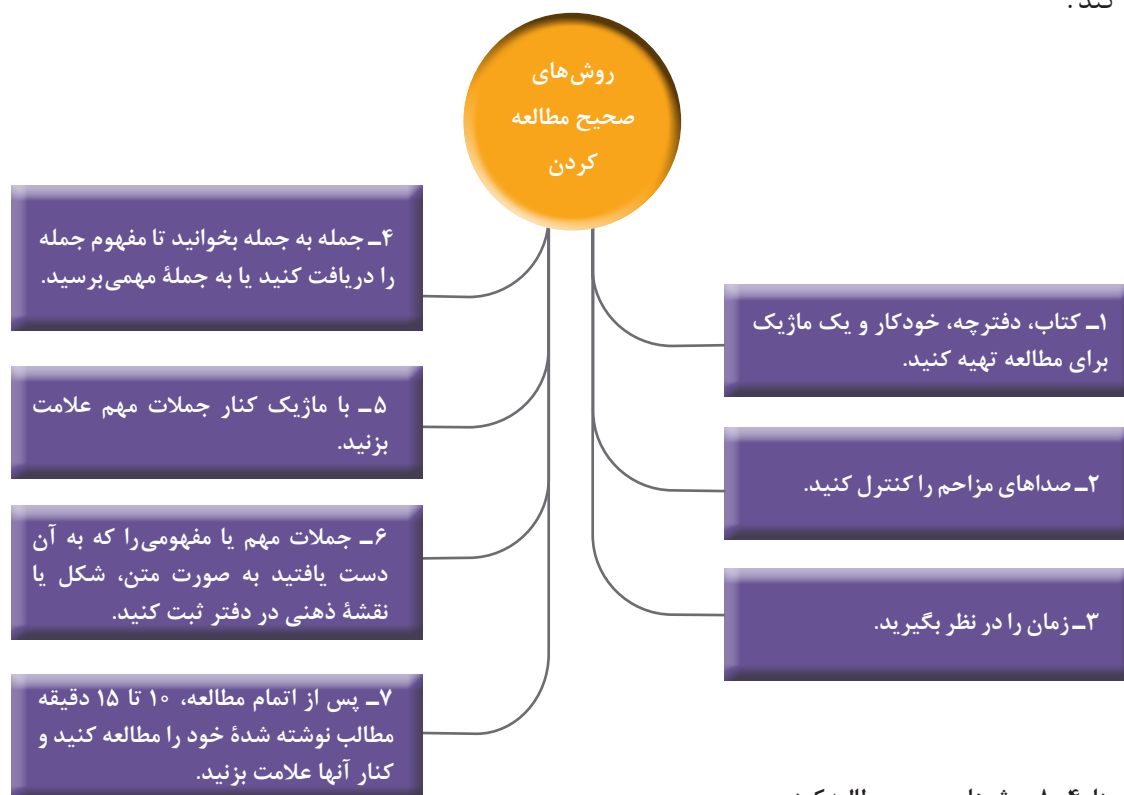 کند.
روش‌های
صحیح مطالعه
کردن
۱ـ کتاب، دفترچه، خودکار و یک ماژیک
برای مطالعه تهیه کنید.
۲ـ صداهای مزاحم را کنترل کنید.
۳ـ زمان را در نظر بگیرید.
۴ـ جمله به جمله بخوانید تا مفهوم جمله
را دریافت کنید یا به جملهٔ مهمی‌برسید.
۵ـ با ماژیک کنار جملات مهم علامت
بزنید.
۶ـ جملات مهم یا مفهومی‌را که به آن
دست یافتید به صورت متن، شکل یا
نقشهٔ ذهنی در دفتر ثبت کنید.
۷ـ پس از اتمام مطالعه، ۱۰ تا ۱۵ دقیقه
مطالب نوشته شدهٔ خود را مطالعه کنید و
کنار آنها علامت بزنید.